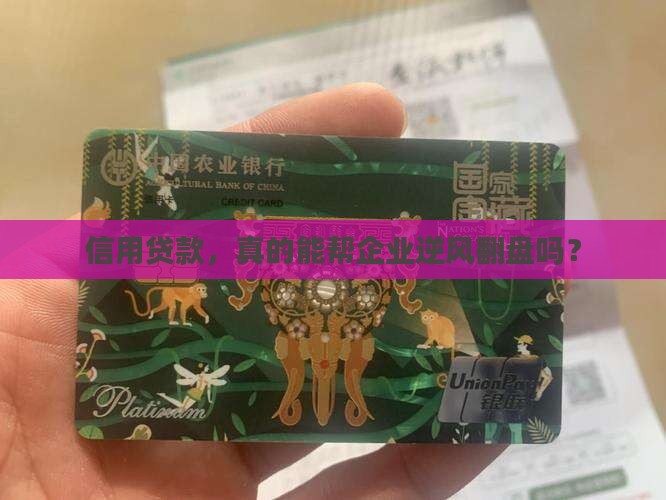 中国农业银行
AGRICULTURAL BANK OF CHINA
CREDIT CARD
国家
宝藏
信用贷款，真的能帮企业逆风翻盘吗？
Platinum
UnionPay
银联